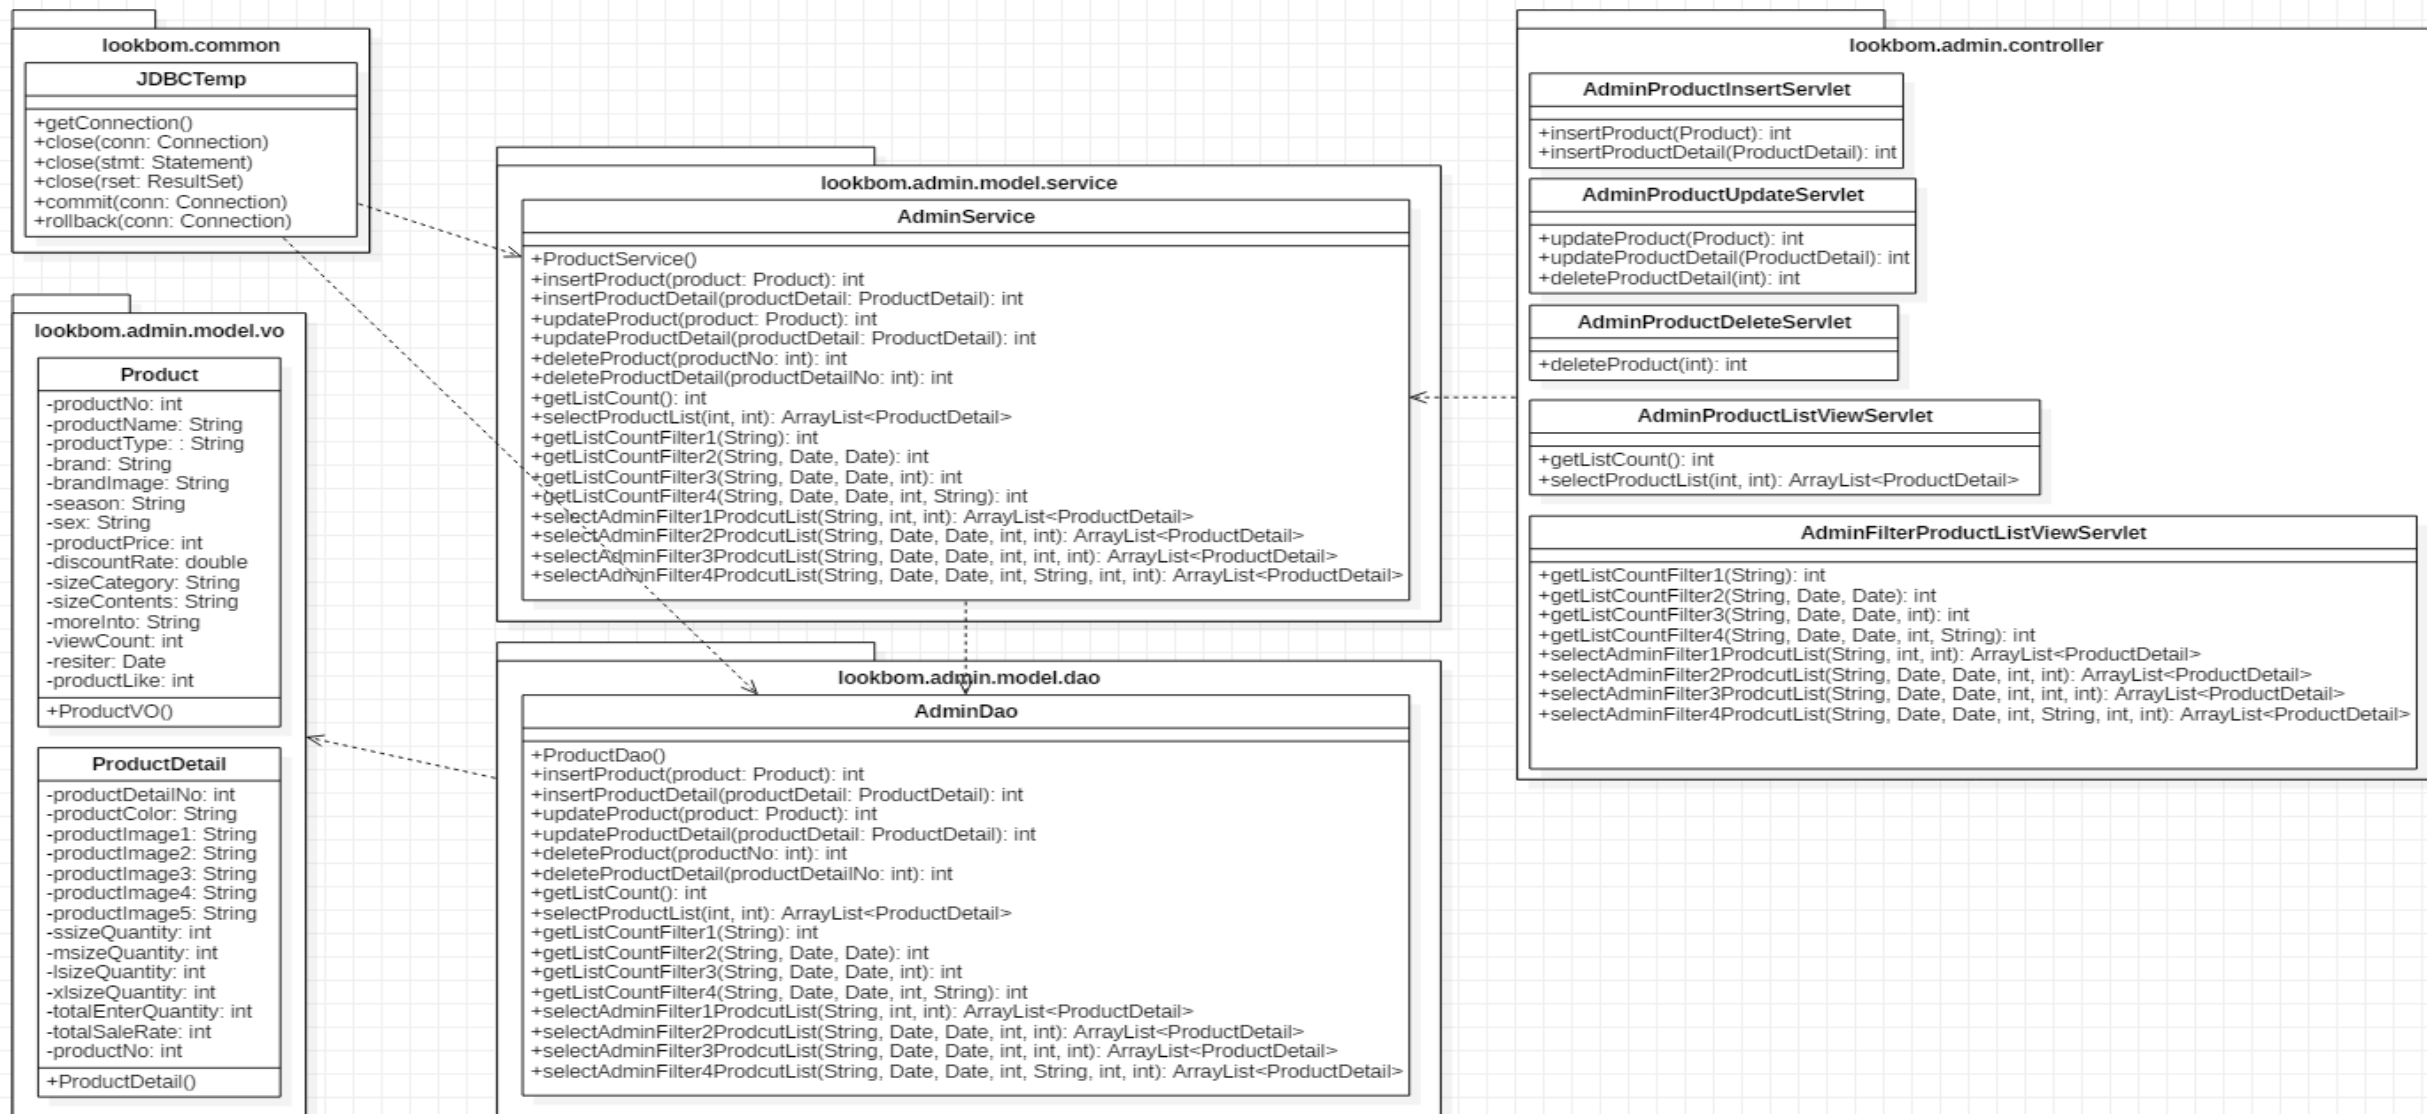 lookbom.common
JDBCTemp
+getConnection()
+close(conn: Connection)
+close(stmt: Statement)
+close(rset: ResultSet)
+commit(conn: Connection)
+rollback(conn: Connection)
lookbom.admin.model.vo
Product
-productNo: int
-productName: String
-productType: : String
-brand: String
-brandImage: String
-season: String
-sex: String
-productPrice: int
-discountRate: double
-sizeCategory: String
-sizeContents: String
-moreInto: String
-viewCount: int
-resiter: Date
-productLike: int
+ProductVO()
ProductDetail
-productDetailNo: int
-productColor: String
-productImage1: String
-productImage2: String
-productImage3: String
-productImage4: String
-productImage5: String
-ssizeQuantity: int
-msizeQuantity: int
-lsizeQuantity: int
-xlsizeQuantity: int
-totalEnterQuantity: int
-totalSaleRate: int
-productNo: int
+ProductDetail()
lookbom.admin.model.service
AdminService
+ProductService()
+insertProduct(product: Product): int
+insertProductDetail(productDetail: ProductDetail): int
+updateProduct(product: Product): int
+updateProductDetail(productDetail: ProductDetail): int
+deleteProduct(productNo: int): int
+deleteProductDetail(productDetailNo: int): int
+getListCount(): int
+selectProductList(int, int): ArrayList<ProductDetail>
+getListCountFilter1(String): int
+getListCountFilter2(String, Date, Date): int
+getListCountFilter3(String, Date, Date, int): int
+getListCountFilter4(String, Date, Date, int, String): int
+selectAdminFilter1ProdcutList(String, int, int): ArrayList<ProductDetail>
+selectAdminFilter2ProdcutList(String, Date, Date, int, int): ArrayList<ProductDetail>
+selectAdminFilter3ProdcutList(String, Date, Date, int, int, int): ArrayList<ProductDetail>
+selectAdminFilter4ProdcutList(String, Date, Date, int, String, int, int): ArrayList<ProductDetail>
lookbom.admin.model.dao
AdminDao
+ProductDao()
+insertProduct(product: Product): int
+insertProductDetail(productDetail: ProductDetail): int
+updateProduct(product: Product): int
+updateProductDetail(productDetail: ProductDetail): int
+deleteProduct(productNo: int): int
+deleteProductDetail(productDetailNo: int): int
+getListCount(): int
+selectProductList(int, int): ArrayList<ProductDetail>
+getListCountFilter1(String): int
+getListCountFilter2(String, Date, Date): int
+getListCountFilter3(String, Date, Date, int): int
+getListCountFilter4(String, Date, Date, int, String): int
+selectAdminFilter1ProdcutList(String, int, int): ArrayList<ProductDetail>
+selectAdminFilter2ProdcutList(String, Date, Date, int, int): ArrayList<ProductDetail>
+selectAdminFilter3ProdcutList(String, Date, Date, int, int, int): ArrayList<ProductDetail>
+selectAdminFilter4ProdcutList(String, Date, Date, int, String, int, int): ArrayList<ProductDetail>
lookbom.admin.controller
AdminProductInsertServlet
+insertProduct(Product): int
+insertProductDetail(ProductDetail): int
AdminProductUpdateServlet
+updateProduct(Product): int
+updateProductDetail(ProductDetail): int
+deleteProductDetail(int): int
AdminProductDeleteServlet
+deleteProduct(int): int
AdminProductListViewServlet
+getListCount(): int
+selectProductList(int, int): ArrayList<ProductDetail>
AdminFilterProductListViewServlet
+getListCountFilter1(String): int
+getListCountFilter2(String, Date, Date): int
+getListCountFilter3(String, Date, Date, int): int
+getListCountFilter4(String, Date, Date, int, String): int
+selectAdminFilter1ProdcutList(String, int, int): ArrayList<ProductDetail>
+selectAdminFilter2ProdcutList(String, Date, Date, int, int): ArrayList<ProductDetail>
+selectAdminFilter3ProdcutList(String, Date, Date, int, int, int): ArrayList<ProductDetail>
+selectAdminFilter4ProdcutList(String, Date, Date, int, String, int, int): ArrayList<ProductDetail>